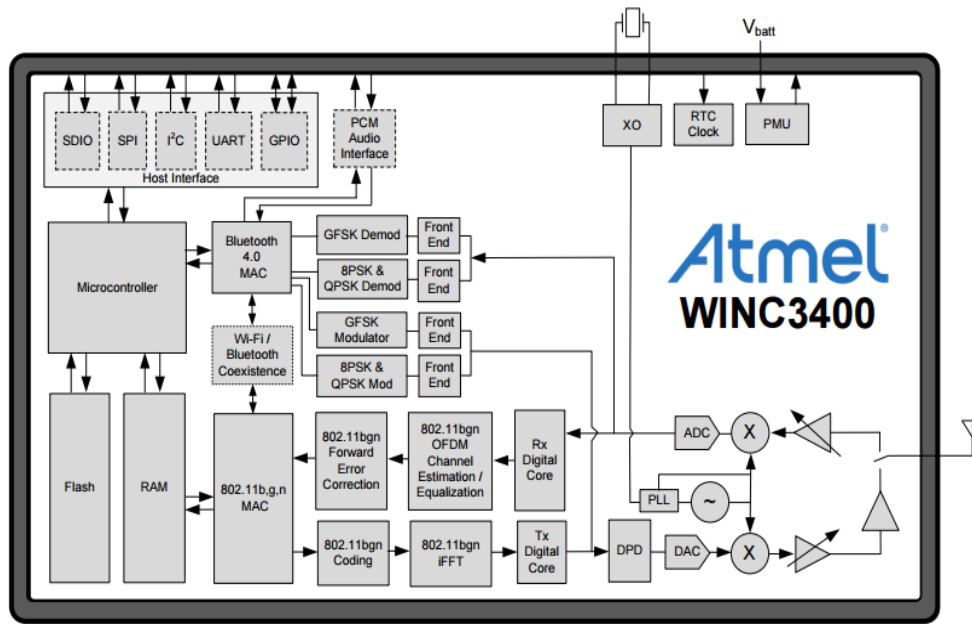 V_batt
SDIO
SPI
I²C
UART
GPIO
Host Interface
PCM
Audio
Interface
XO
RTC
Clock
PMU
Microcontroller
Bluetooth
4.0
MAC
GFSK Demod
Front
End
8PSK &
QPSK Demod
Front
End
GFSK
Modulator
Front
End
8PSK &
QPSK Mod
Front
End
Wi-Fi /
Bluetooth
Coexistence
Atmel®
WINC3400
Flash
RAM
802.11b,g,n
MAC
802.11bgn
Forward
Error
Correction
802.11bgn
OFDM
Channel
Estimation /
Equalization
Rx
Digital
Core
ADC
X
PLL
~
802.11bgn
Coding
802.11bgn
iFFT
Tx
Digital
Core
DPD
DAC
X